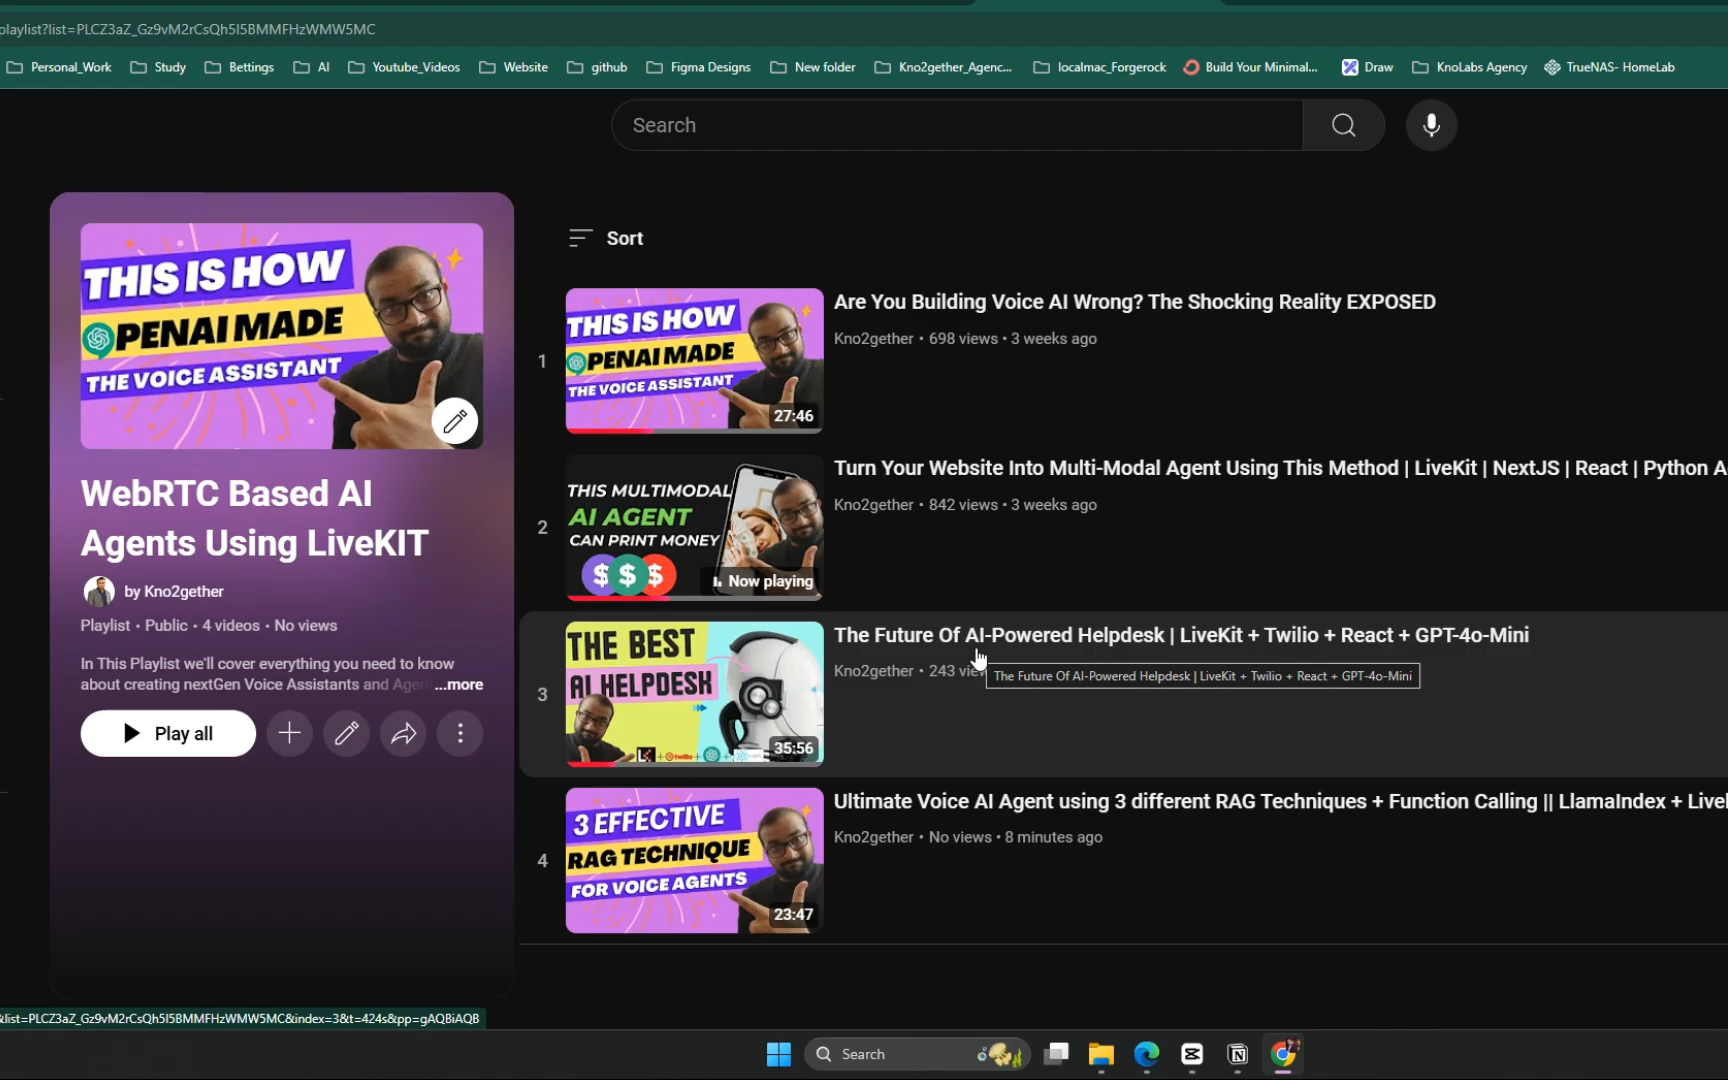 playlist?list=PLCZ3aZ_Gz9vM2rCsQh5I5BMMFHzWMW5MC
Personal_Work Study Bettings AI Youtube_Videos Website github Figma Designs New folder Kno2gether_Agenc... localmac_Forgerock Build Your Minimal... Draw KnoLabs Agency TrueNAS- HomeLab
Search
THIS IS HOW
OPENAI MADE
THE VOICE ASSISTANT
WebRTC Based AI
Agents Using LiveKIT
by Kno2gether
Playlist • Public • 4 videos • No views
In This Playlist we'll cover everything you need to know
about creating nextGen Voice Assistants and Agen ...more
Play all
Sort
1
THIS IS HOW
PENAI MADE
THE VOICE ASSISTANT
27:46
Are You Building Voice AI Wrong? The Shocking Reality EXPOSED
Kno2gether • 698 views • 3 weeks ago
2
THIS MULTIMODAL
AI AGENT
CAN PRINT MONEY
$ $ $
Now playing
Turn Your Website Into Multi-Modal Agent Using This Method | LiveKit | NextJS | React | Python A
Kno2gether • 842 views • 3 weeks ago
3
THE BEST
AI HELPDESK
35:56
The Future Of AI-Powered Helpdesk | LiveKit + Twilio + React + GPT-4o-Mini
Kno2gether • 243 view
The Future Of AI-Powered Helpdesk | LiveKit + Twilio + React + GPT-4o-Mini
4
3 EFFECTIVE
RAG TECHNIQUE
FOR VOICE AGENTS
23:47
Ultimate Voice AI Agent using 3 different RAG Techniques + Function Calling || LlamaIndex + Livel
Kno2gether • No views • 8 minutes ago
&list=PLCZ3aZ_Gz9vM2rCsQh5I5BMMFHzWMW5MC&index=3&t=424s&pp=gAQBiAQB
Search